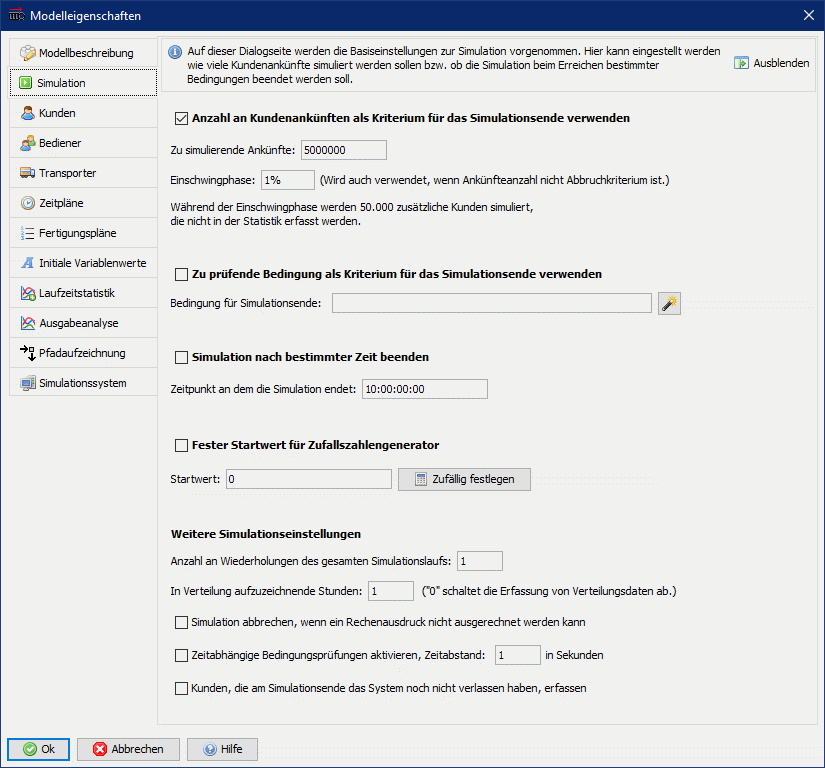 Modelleigenschaften
Modellbeschreibung
Simulation
Kunden
Bediener
Transporter
Zeitpläne
Fertigungspläne
Initiale Variablenwerte
Laufzeitstatistik
Ausgabeanalyse
Pfadaufzeichnung
Simulationssystem
Auf dieser Dialogseite werden die Basiseinstellungen zur Simulation vorgenommen. Hier kann eingestellt werden
wie viele Kundenankünfte simuliert werden sollen bzw. ob die Simulation beim Erreichen bestimmter
Bedingungen beendet werden soll.
Ausblenden
Anzahl an Kundenankünften als Kriterium für das Simulationsende verwenden
Zu simulierende Ankünfte: 5000000
Einschwingphase: 1% (Wird auch verwendet, wenn Ankünfteanzahl nicht Abbruchkriterium ist.)
Während der Einschwingphase werden 50.000 zusätzliche Kunden simuliert,
die nicht in der Statistik erfasst werden.
Zu prüfende Bedingung als Kriterium für das Simulationsende verwenden
Bedingung für Simulationsende:
Simulation nach bestimmter Zeit beenden
Zeitpunkt an dem die Simulation endet: 10:00:00:00
Fester Startwert für Zufallszahlengenerator
Startwert: 0 Zufällig festlegen
Weitere Simulationseinstellungen
Anzahl an Wiederholungen des gesamten Simulationslaufs: 1
In Verteilung aufzuzeichnende Stunden: 1 ("0" schaltet die Erfassung von Verteilungsdaten ab.)
Simulation abbrechen, wenn ein Rechenausdruck nicht ausgerechnet werden kann
Zeitabhängige Bedingungsprüfungen aktivieren, Zeitabstand: 1 in Sekunden
Kunden, die am Simulationsende das System noch nicht verlassen haben, erfassen
Ok Abbrechen Hilfe